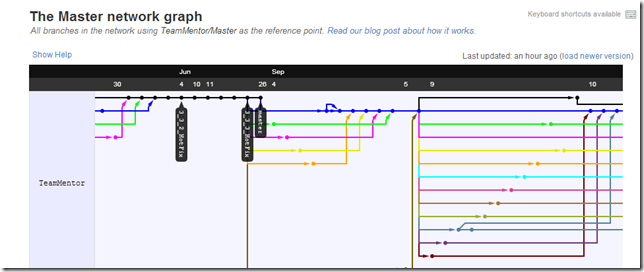 The Master network graph
Keyboard shortcuts available
All branches in the network using TeamMentor/Master as the reference point. Read our blog post about how it works.
Show Help
Last updated: an hour ago (load newer version)
Jun Sep
30 4 10 11 26 4 5 9 10
3_3_2_HotFix
3_3_3_HotFix
master
TeamMentor